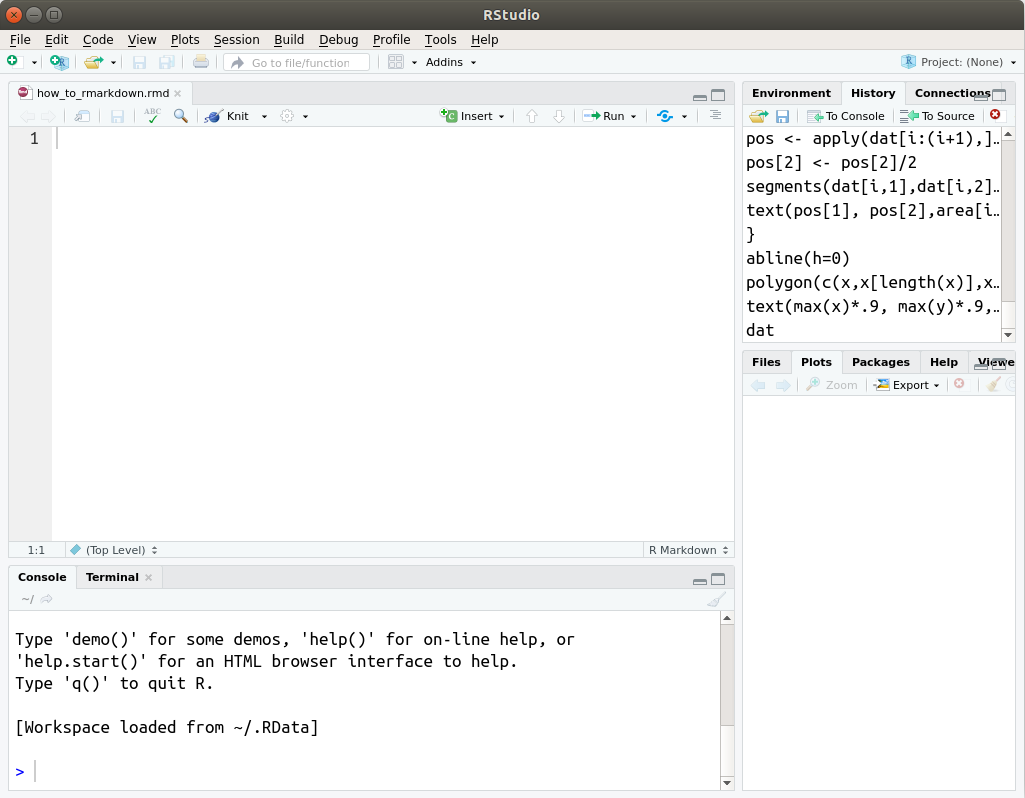 RStudio
File Edit Code View Plots Session Build Debug Profile Tools Help
Go to file/function Addins Project: (None)
how_to_rmarkdown.rmd
ABC Knit Insert Run
1
1:1 (Top Level) R Markdown
Console Terminal
~/
Type 'demo()' for some demos, 'help()' for on-line help, or
'help.start()' for an HTML browser interface to help.
Type 'q()' to quit R.
[Workspace loaded from ~/.RData]
>
Environment History Connections
To Console To Source
pos <- apply(dat[i:(i+1),]…
pos[2] <- pos[2]/2
segments(dat[i,1],dat[i,2]…
text(pos[1], pos[2],area[i…
}
abline(h=0)
polygon(c(x,x[length(x)],x…
text(max(x)*.9, max(y)*.9,…
dat
Files Plots Packages Help Viewe
Zoom Export